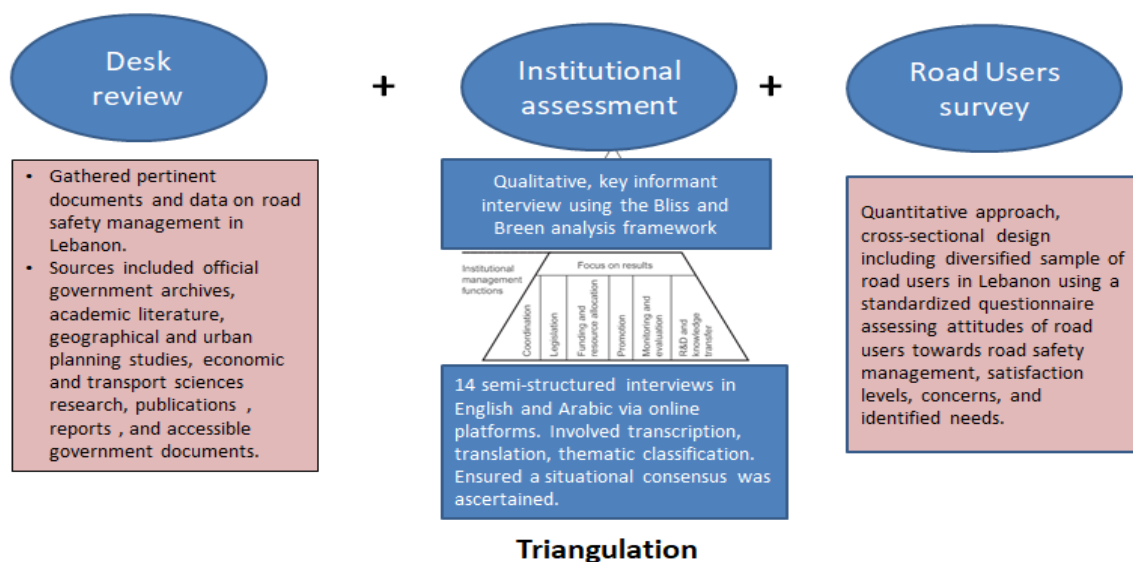 Desk
review
+
Institutional
assessment
+
Road Users
survey
• Gathered pertinent
documents and data on road
safety management in
Lebanon.
• Sources included official
government archives,
academic literature,
geographical and urban
planning studies, economic
and transport sciences
research, publications ,
reports , and accessible
government documents.
Qualitative, key informant
interview using the Bliss and
Breen analysis framework
Institutional
management
functions
Focus on results
Coordination
Legislation
Funding and
resource allocation
Promotion
Monitoring and
evaluation
R&D and
knowledge
transfer
14 semi-structured interviews in
English and Arabic via online
platforms. Involved transcription,
translation, thematic classification.
Ensured a situational consensus was
ascertained.
Quantitative approach,
cross-sectional design
including diversified sample of
road users in Lebanon using a
standardized questionnaire
assessing attitudes of road
users towards road safety
management, satisfaction
levels, concerns, and
identified needs.
Triangulation